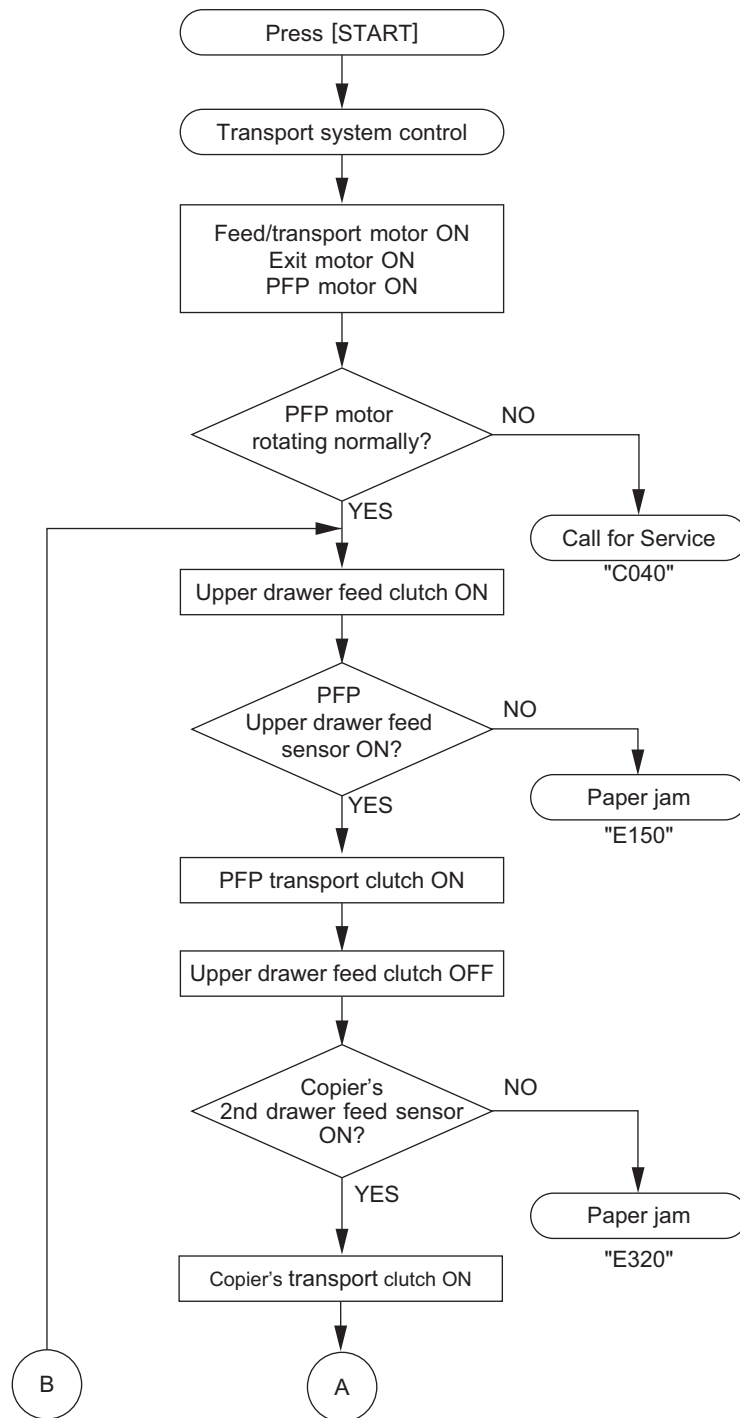 Press [START]
Transport system control
Feed/transport motor ON
Exit motor ON
PFP motor ON
PFP motor
rotating normally?
NO
YES
Call for Service
"C040"
Upper drawer feed clutch ON
PFP
Upper drawer feed
sensor ON?
NO
YES
Paper jam
"E150"
PFP transport clutch ON
Upper drawer feed clutch OFF
Copier's
2nd drawer feed sensor
ON?
NO
YES
Paper jam
"E320"
Copier's transport clutch ON
B
A